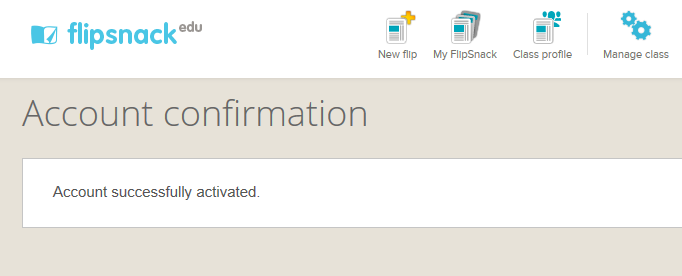 flipsnack edu
New flip
My FlipSnack
Class profile
Manage class
Account confirmation
Account successfully activated.